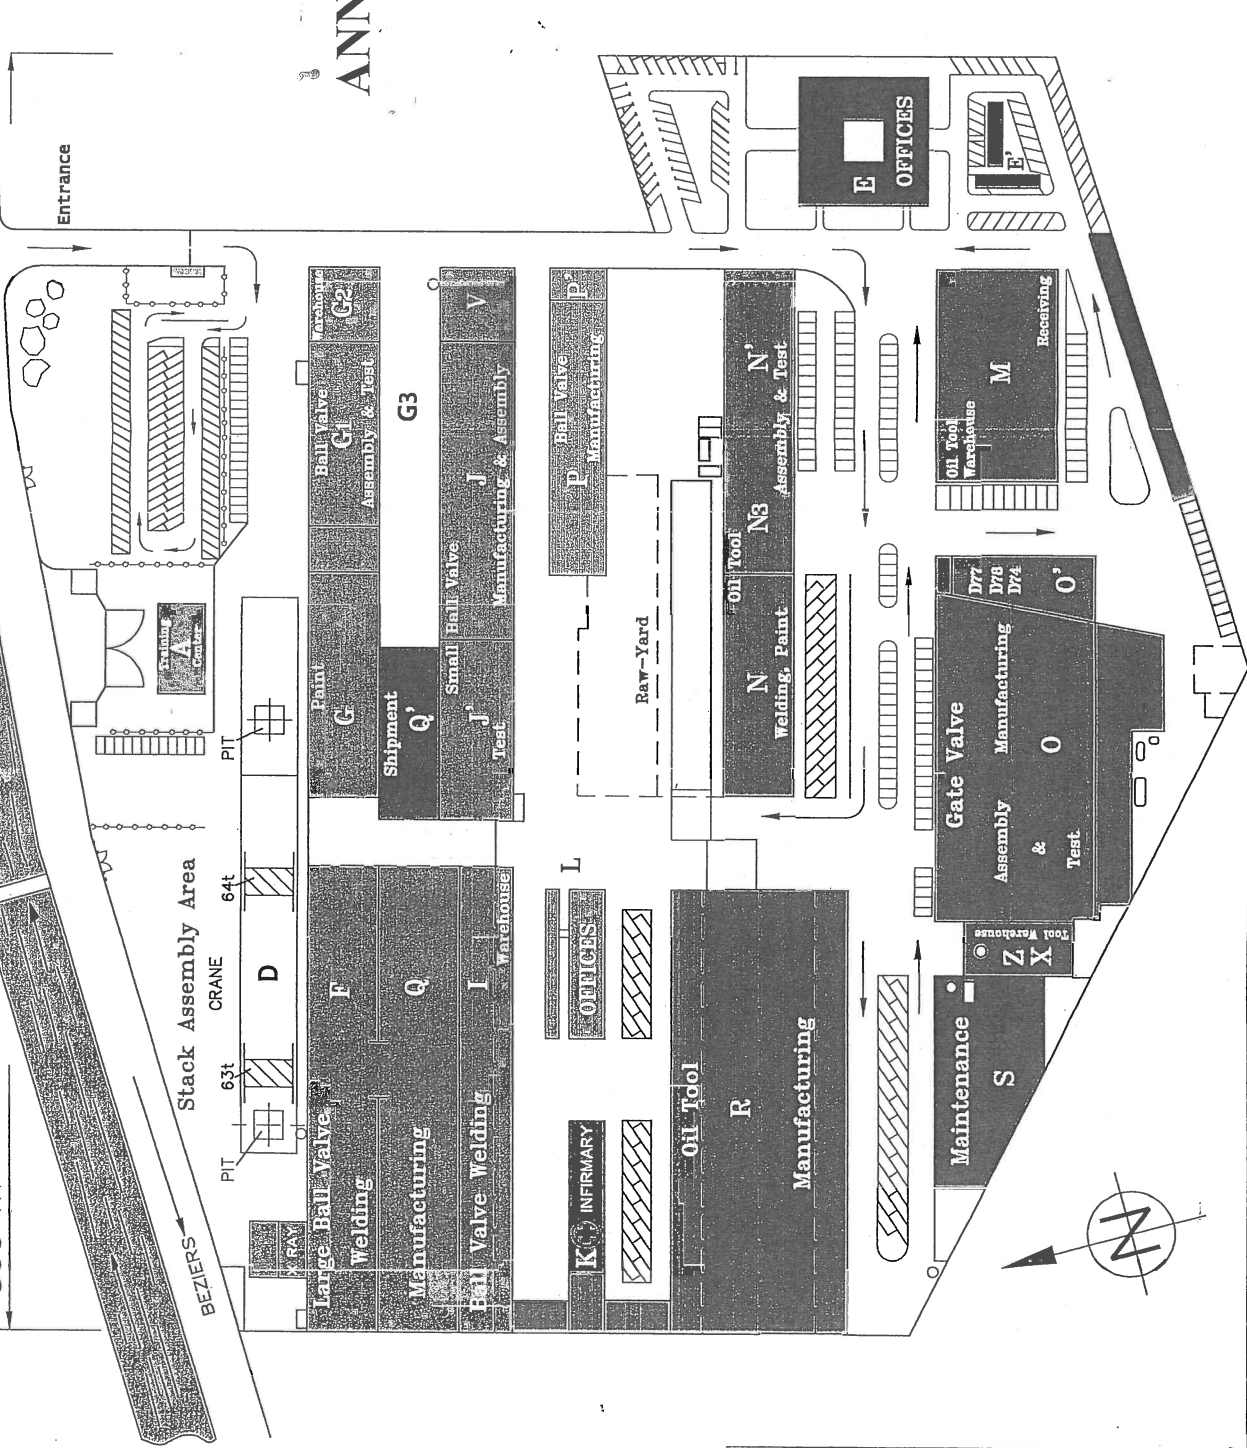 ANN
Entrance
E
OFFICES
E'
Warehouse
G2
Ball Valve
G1
Assembly & Test
G3
V
J
Small Ball Valve
Manufacturing & Assembly
P'
P
Ball Valve
Manufacturing
N'
Assembly & Test
N3
Oil Tool
N
Welding, Paint
M
Receiving
Oil Tool
Warehouse
D77
D78
D74
O'
Gate Valve
Manufacturing
O
Assembly
&
Test
Training
A
Center
Paint
G
Shipment
Q'
J'
Test
Raw-Yard
PIT
Stack Assembly Area
64t
CRANE
D
63t
PIT
BEZIERS
X RAY
F
Large Ball Valve
Welding
Q
Manufacturing
I
Warehouse
Ball Valve Welding
L
OFFICES
K
INFIRMARY
Oil Tool
R
Manufacturing
Tool Warehouse
Z
X
Maintenance
S
N